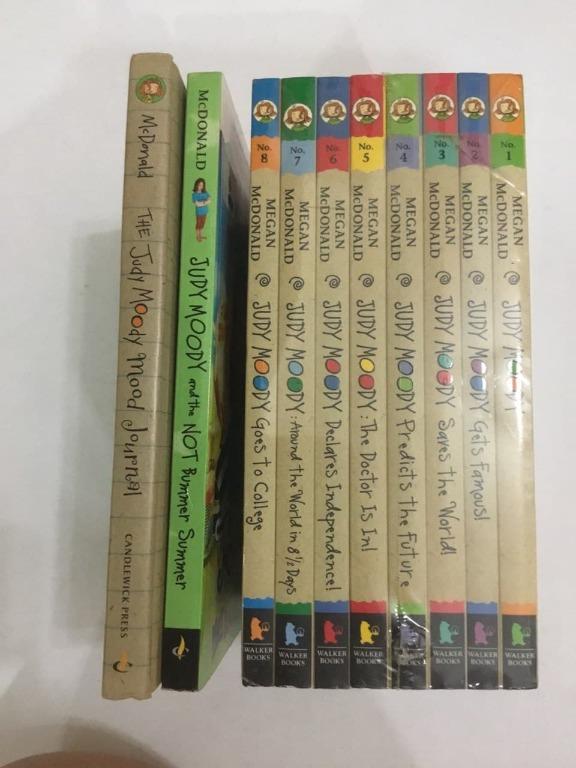 McDonald THE Judy Moody Mood Journal CANDLEWICK PRESS
McDONALD JUDY MOODY and the NOT Bummer Summer
No. 8
MEGAN McDONALD
JUDY MOODY Goes to College
WALKER BOOKS
No. 7
MEGAN McDONALD
JUDY MOODY: Around the World in 8 1/2 Days
WALKER BOOKS
No. 6
MEGAN McDONALD
JUDY MOODY Declares Independence!
WALKER BOOKS
No. 5
MEGAN McDONALD
JUDY MOODY: The Doctor Is In!
WALKER BOOKS
No. 4
MEGAN McDONALD
JUDY MOODY Predicts the Future
WALKER BOOKS
No. 3
MEGAN McDONALD
JUDY MOODY Saves the World!
WALKER BOOKS
No. 2
MEGAN McDONALD
JUDY MOODY Gets Famous!
WALKER BOOKS
No. 1
MEGAN McDONALD
JUDY MOODY
WALKER BOOKS